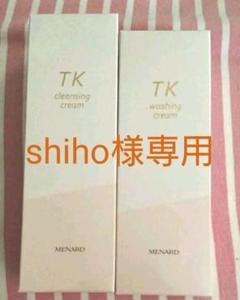 TK
cleansing
cream
TK
washing
cream
shiho様専用
MENARD
MENARD